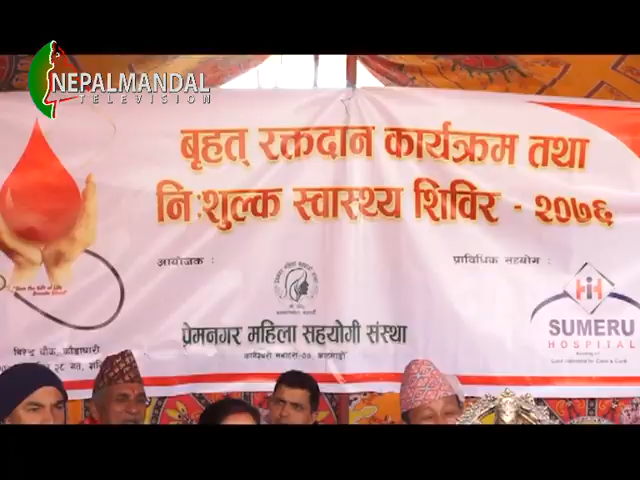 NEPALMANDAL
TELEVISION
बृहत् रक्तदान कार्यक्रम तथा
नि:शुल्क स्वास्थ्य शिविर - २०७६
आयोजक :
प्राविधिक सहयोग :
प्रेमनगर महिला सहयोगी संस्था
SUMERU
HOSPITAL